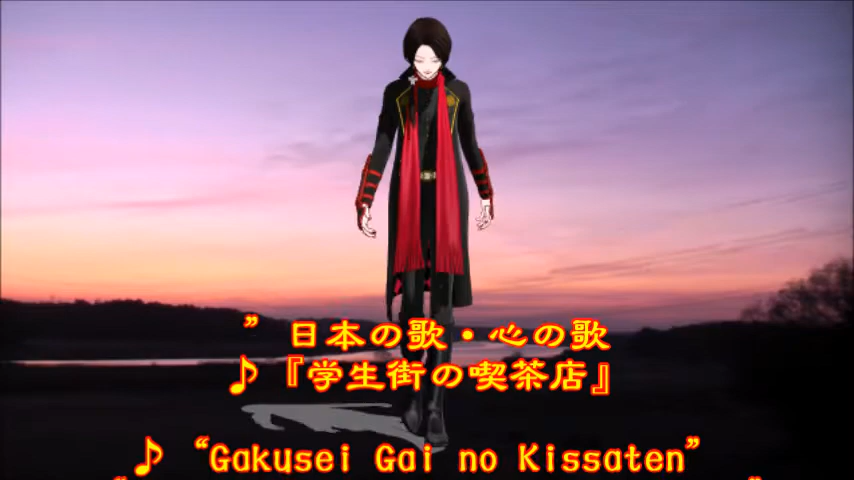 ” 日本の歌・心の歌
♪『学生街の喫茶店』
♪ “Gakusei Gai no Kissaten”